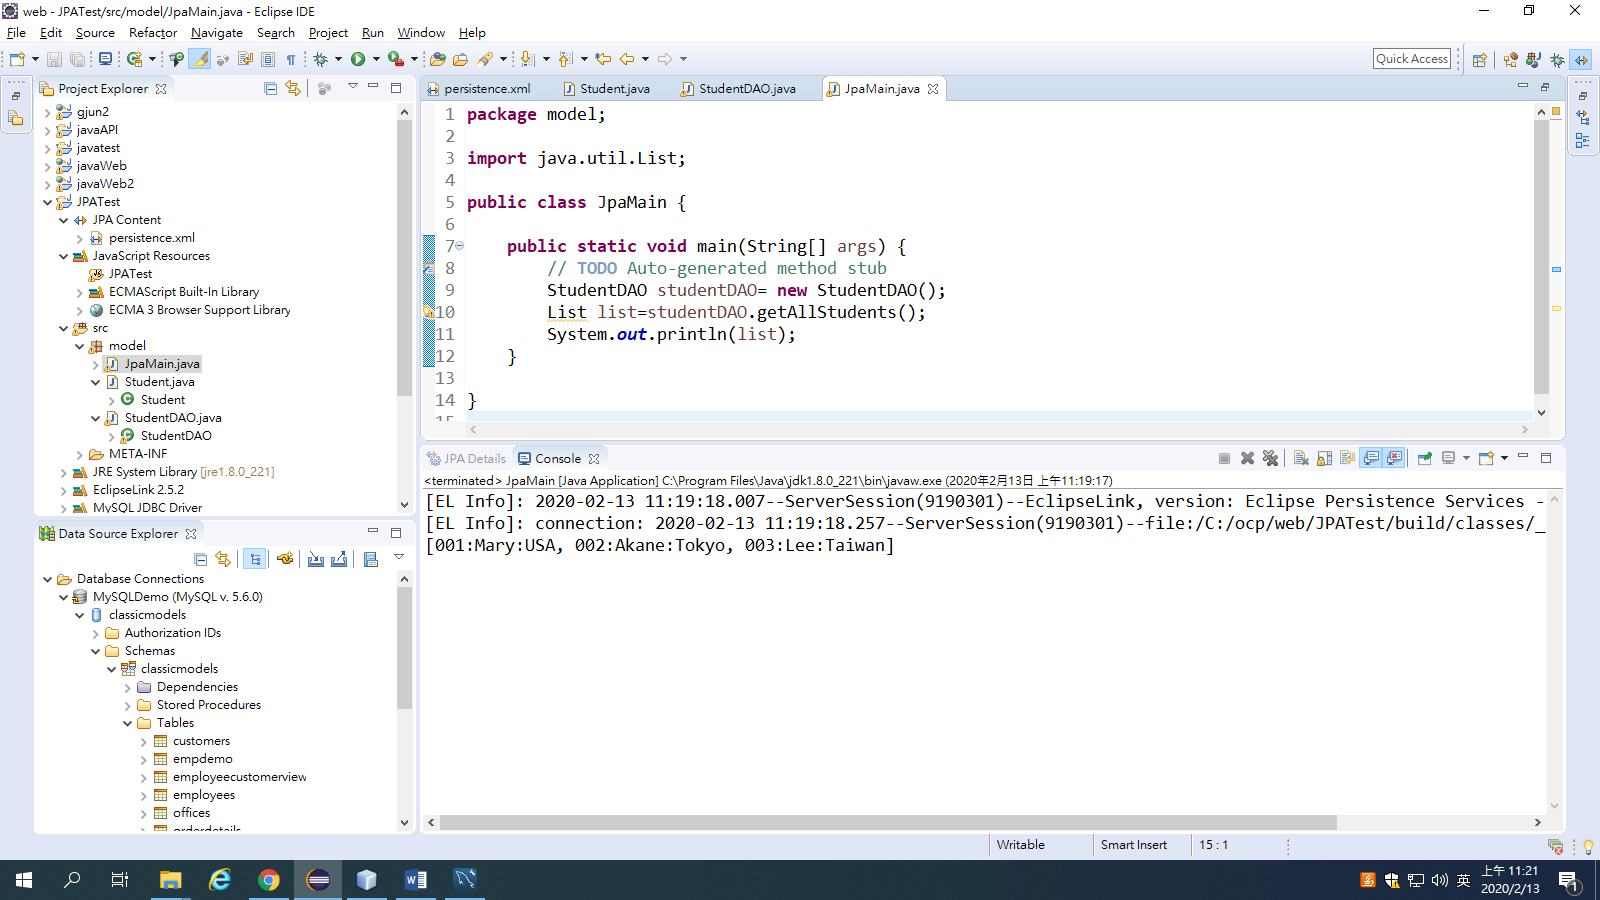 web - JPATest/src/model/JpaMain.java - Eclipse IDE
File Edit Source Refactor Navigate Search Project Run Window Help
Quick Access
Project Explorer
gjun2
javaAPI
javatest
javaWeb
javaWeb2
JPATest
JPA Content
persistence.xml
JavaScript Resources
JPATest
ECMAScript Built-In Library
ECMA 3 Browser Support Library
src
model
JpaMain.java
Student.java
Student
StudentDAO.java
StudentDAO
META-INF
JRE System Library [jre1.8.0_221]
EclipseLink 2.5.2
MySQL JDBC Driver
Data Source Explorer
Database Connections
MySQLDemo (MySQL v. 5.6.0)
classicmodels
Authorization IDs
Schemas
classicmodels
Dependencies
Stored Procedures
Tables
customers
empdemo
employeecustomerview
employees
offices
orderdetails
persistence.xml Student.java StudentDAO.java JpaMain.java
1 package model;
2
3 import java.util.List;
4
5 public class JpaMain {
6
7 public static void main(String[] args) {
8 // TODO Auto-generated method stub
9 StudentDAO studentDAO= new StudentDAO();
10 List list=studentDAO.getAllStudents();
11 System.out.println(list);
12 }
13
14 }
15
JPA Details Console
<terminated> JpaMain [Java Application] C:\Program Files\Java\jdk1.8.0_221\bin\javaw.exe (2020年2月13日 上午11:19:17)
[EL Info]: 2020-02-13 11:19:18.007--ServerSession(9190301)--EclipseLink, version: Eclipse Persistence Services -
[EL Info]: connection: 2020-02-13 11:19:18.257--ServerSession(9190301)--file:/C:/ocp/web/JPATest/build/classes/_
[001:Mary:USA, 002:Akane:Tokyo, 003:Lee:Taiwan]
Writable Smart Insert 15 : 1
英 上午 11:21
2020/2/13
1